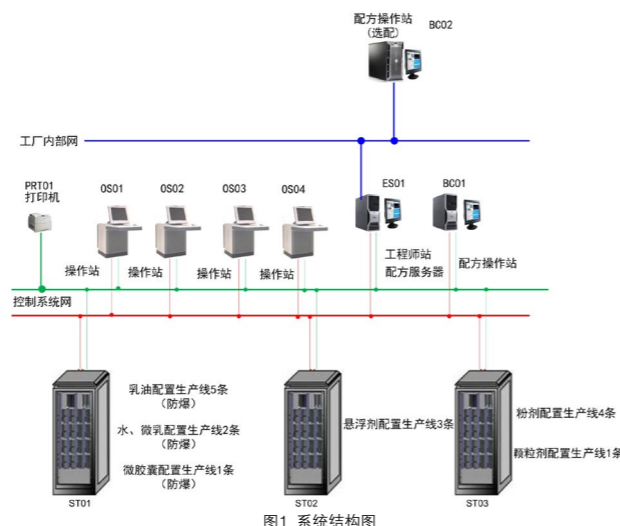 配方操作站
(选配)
BC02
工厂内部网
PRT01
打印机
OS01
OS02
OS03
OS04
ES01
BC01
操作站
操作站
操作站
操作站
工程师站
配方服务器
配方操作站
控制系统网
乳油配置生产线5条
(防爆)
水、微乳配置生产线2条
(防爆)
微胶囊配置生产线1条
(防爆)
ST01
悬浮剂配置生产线3条
ST02
粉剂配置生产线4条
颗粒剂配置生产线1条
ST03
图1 系统结构图